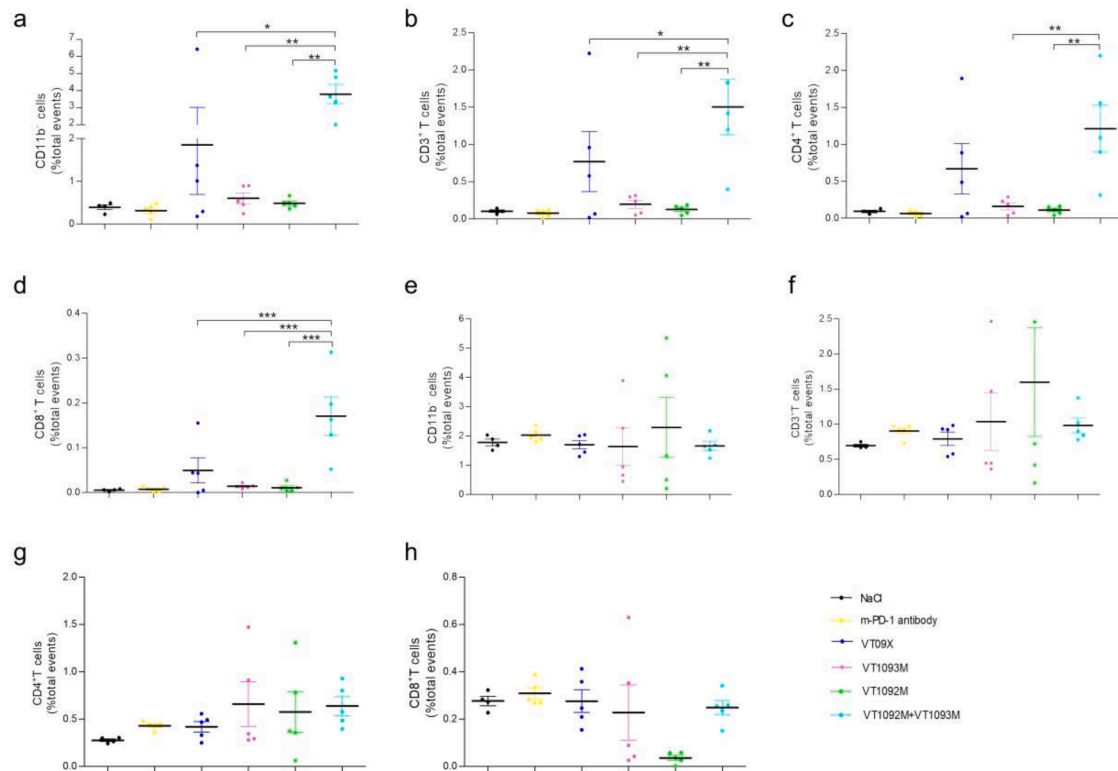 a
CD11b⁻ cells
(%total events)
7
6
5
4
3
2
2
1
0
*
**
**
b
CD3⁺ T cells
(%total events)
2.5
2.0
1.5
1.0
0.5
0.0
*
**
**
c
CD4⁺ T cells
(%total events)
2.5
2.0
1.5
1.0
0.5
0.0
**
**
d
CD8⁺ T cells
(%total events)
0.4
0.3
0.2
0.1
0.0
***
***
***
e
CD11b⁻ cells
(%total events)
6
5
4
3
2
1
0
f
CD3⁺T cells
(%total events)
2.5
2.0
1.5
1.0
0.5
0.0
g
CD4⁺T cells
(%total events)
2.0
1.5
1.0
0.5
0.0
h
CD8⁺T cells
(%total events)
0.8
0.6
0.4
0.2
0.0
NaCl
m-PD-1 antibody
VT09X
VT1093M
VT1092M
VT1092M+VT1093M